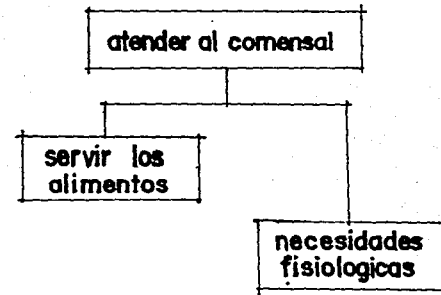 atender al comensal
servir los
alimentos
necesidades
fisiologicas